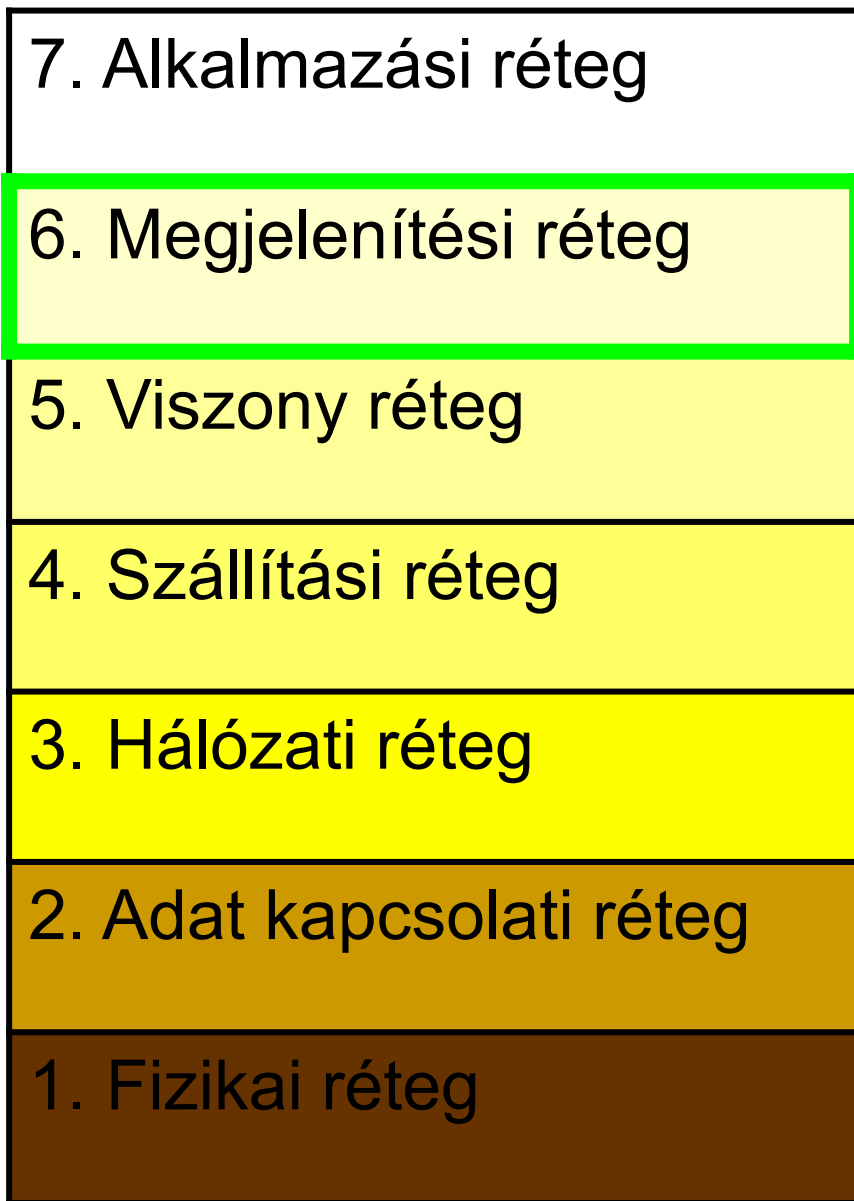 7. Alkalmazási réteg
6. Megjelenítési réteg
5. Viszony réteg
4. Szállítási réteg
3. Hálózati réteg
2. Adat kapcsolati réteg
1. Fizikai réteg